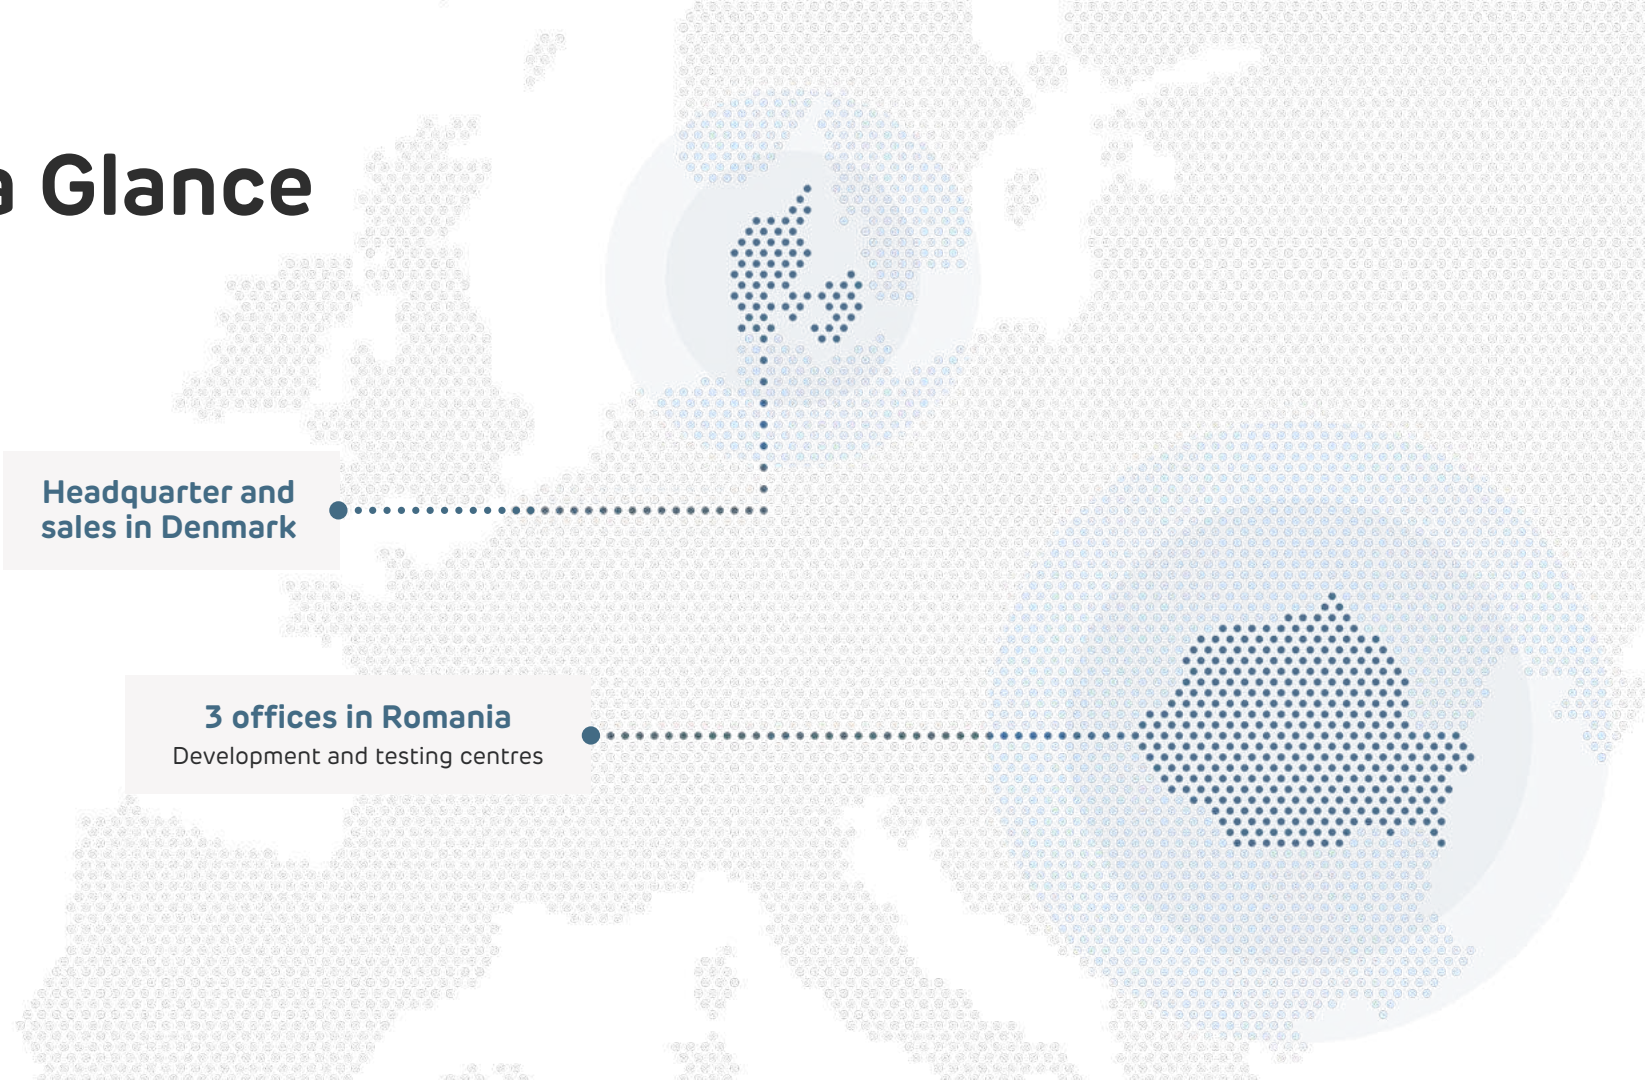 a Glance
Headquarter and
sales in Denmark
3 offices in Romania
Development and testing centres